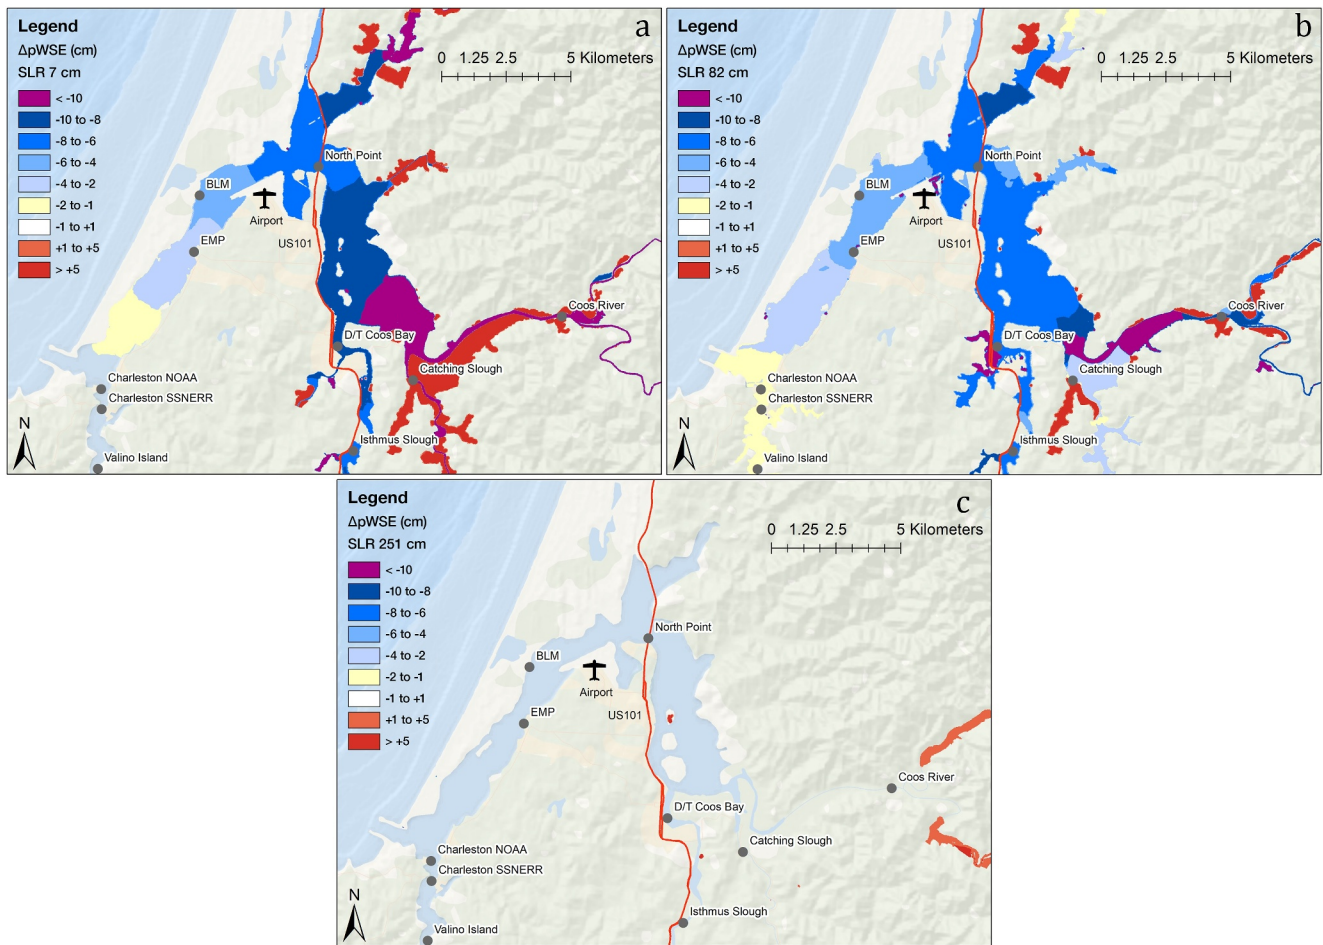 Legend
ΔpWSE (cm)
SLR 7 cm
< -10
-10 to -8
-8 to -6
-6 to -4
-4 to -2
-2 to -1
-1 to +1
+1 to +5
> +5
a
0 1.25 2.5 5 Kilometers
North Point
BLM
Airport
EMP
US101
Coos River
D/T Coos Bay
Catching Slough
Charleston NOAA
Charleston SSNERR
Isthmus Slough
Valino Island
N
Legend
ΔpWSE (cm)
SLR 82 cm
< -10
-10 to -8
-8 to -6
-6 to -4
-4 to -2
-2 to -1
-1 to +1
+1 to +5
> +5
b
0 1.25 2.5 5 Kilometers
North Point
BLM
Airport
EMP
US101
Coos River
D/T Coos Bay
Catching Slough
Charleston NOAA
Charleston SSNERR
Isthmus Slough
Valino Island
N
Legend
ΔpWSE (cm)
SLR 251 cm
< -10
-10 to -8
-8 to -6
-6 to -4
-4 to -2
-2 to -1
-1 to +1
+1 to +5
> +5
c
0 1.25 2.5 5 Kilometers
North Point
BLM
Airport
EMP
US101
Coos River
D/T Coos Bay
Catching Slough
Charleston NOAA
Charleston SSNERR
Isthmus Slough
Valino Island
N